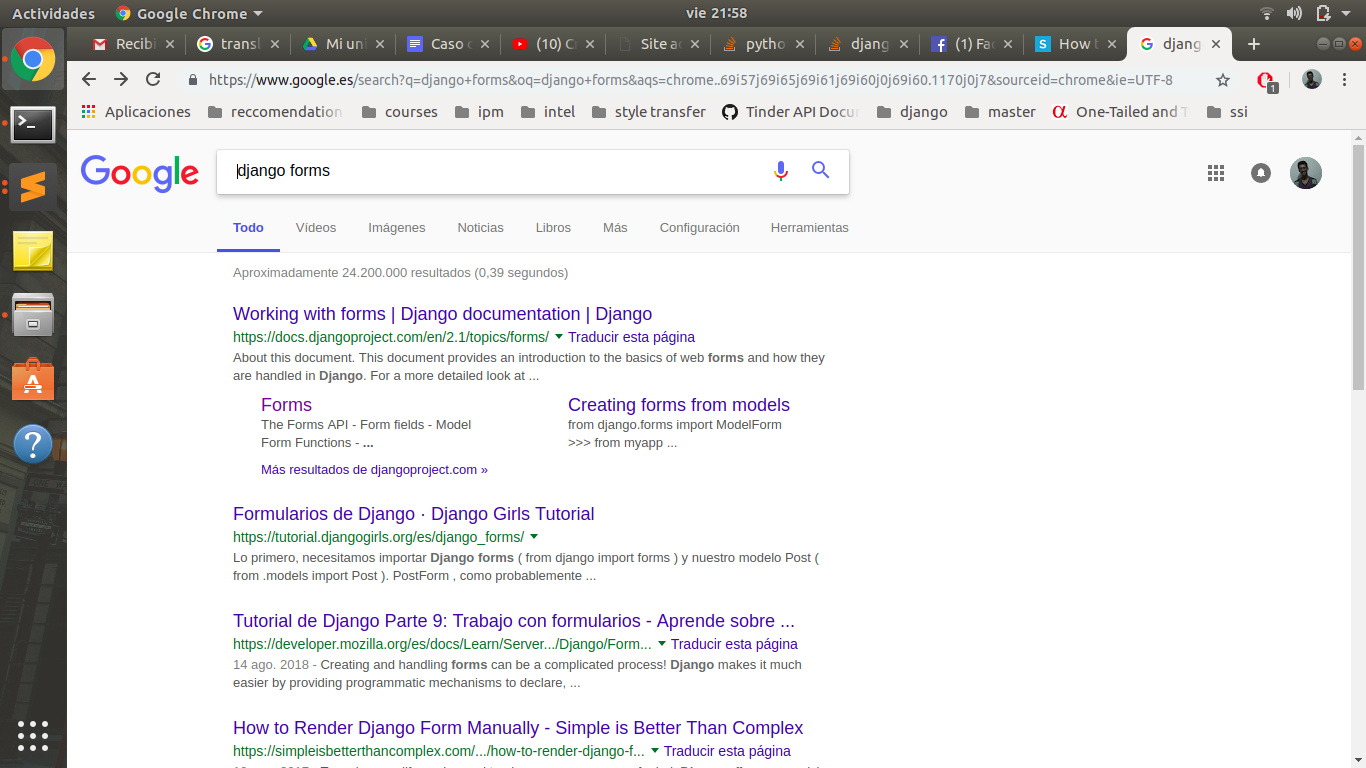 Actividades Google Chrome vie 21:58
Recibi transl Mi uni Caso (10) C Site a pytho djang (1) Fa How t djang
https://www.google.es/search?q=django+forms&oq=django+forms&aqs=chrome..69i57j69i65j69i61j69i60j0j69i60.1170j0j7&sourceid=chrome&ie=UTF-8
1
Aplicaciones reccomendation courses ipm intel style transfer Tinder API Docu django master One-Tailed and T ssi
Google django forms
Todo Vídeos Imágenes Noticias Libros Más Configuración Herramientas
Aproximadamente 24.200.000 resultados (0,39 segundos)
Working with forms | Django documentation | Django
https://docs.djangoproject.com/en/2.1/topics/forms/ Traducir esta página
About this document. This document provides an introduction to the basics of web forms and how they
are handled in Django. For a more detailed look at ...
Forms
The Forms API - Form fields - Model
Form Functions - ...
Creating forms from models
from django.forms import ModelForm
>>> from myapp ...
Más resultados de djangoproject.com »
Formularios de Django · Django Girls Tutorial
https://tutorial.djangogirls.org/es/django_forms/
Lo primero, necesitamos importar Django forms ( from django import forms ) y nuestro modelo Post (
from .models import Post ). PostForm , como probablemente ...
Tutorial de Django Parte 9: Trabajo con formularios - Aprende sobre ...
https://developer.mozilla.org/es/docs/Learn/Server.../Django/Form... Traducir esta página
14 ago. 2018 - Creating and handling forms can be a complicated process! Django makes it much
easier by providing programmatic mechanisms to declare, ...
How to Render Django Form Manually - Simple is Better Than Complex
https://simpleisbetterthancomplex.com/.../how-to-render-django-f... Traducir esta página